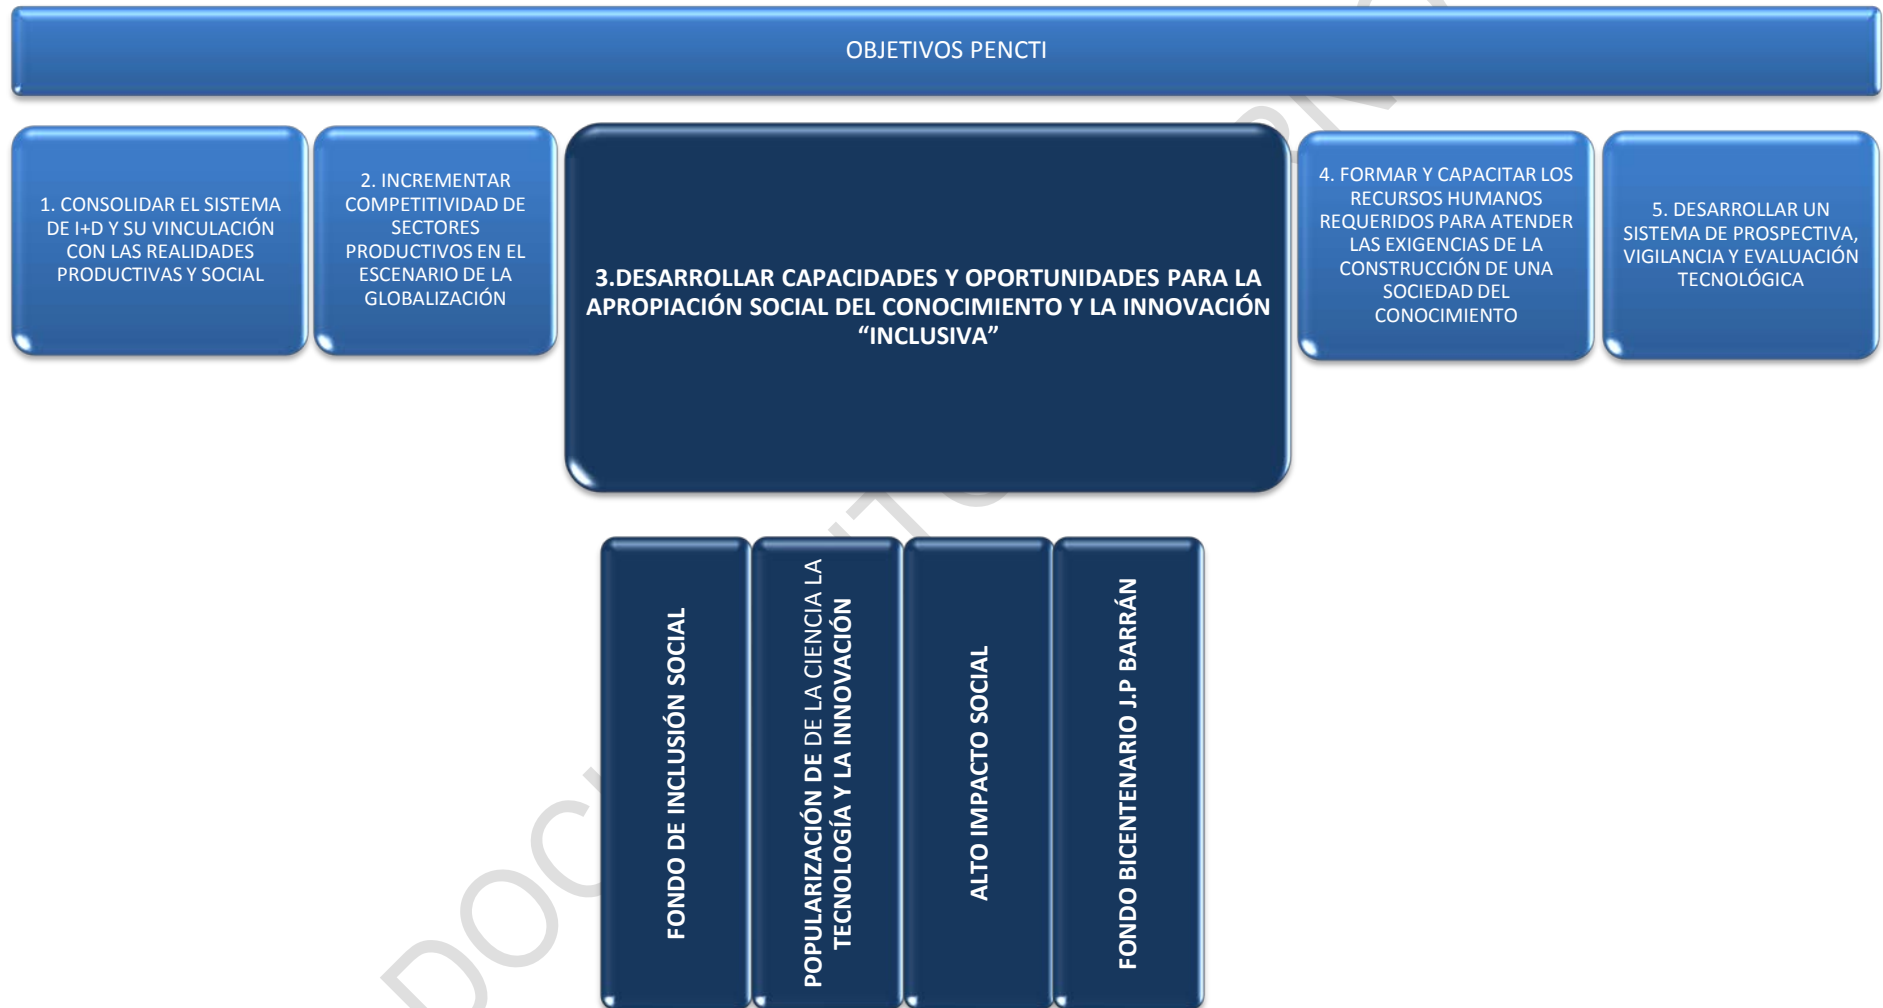 OBJETIVOS PENCTI
1. CONSOLIDAR EL SISTEMA
DE I+D Y SU VINCULACIÓN
CON LAS REALIDADES
PRODUCTIVAS Y SOCIAL
2. INCREMENTAR
COMPETITIVIDAD DE
SECTORES
PRODUCTIVOS EN EL
ESCENARIO DE LA
GLOBALIZACIÓN
3.DESARROLLAR CAPACIDADES Y OPORTUNIDADES PARA LA
APROPIACIÓN SOCIAL DEL CONOCIMIENTO Y LA INNOVACIÓN
“INCLUSIVA”
4. FORMAR Y CAPACITAR LOS
RECURSOS HUMANOS
REQUERIDOS PARA ATENDER
LAS EXIGENCIAS DE LA
CONSTRUCCIÓN DE UNA
SOCIEDAD DEL
CONOCIMIENTO
5. DESARROLLAR UN
SISTEMA DE PROSPECTIVA,
VIGILANCIA Y EVALUACIÓN
TECNOLÓGICA
FONDO DE INCLUSIÓN SOCIAL
POPULARIZACIÓN DE DE LA CIENCIA LA
TECNOLOGÍA Y LA INNOVACIÓN
ALTO IMPACTO SOCIAL
FONDO BICENTENARIO J.P BARRÁN